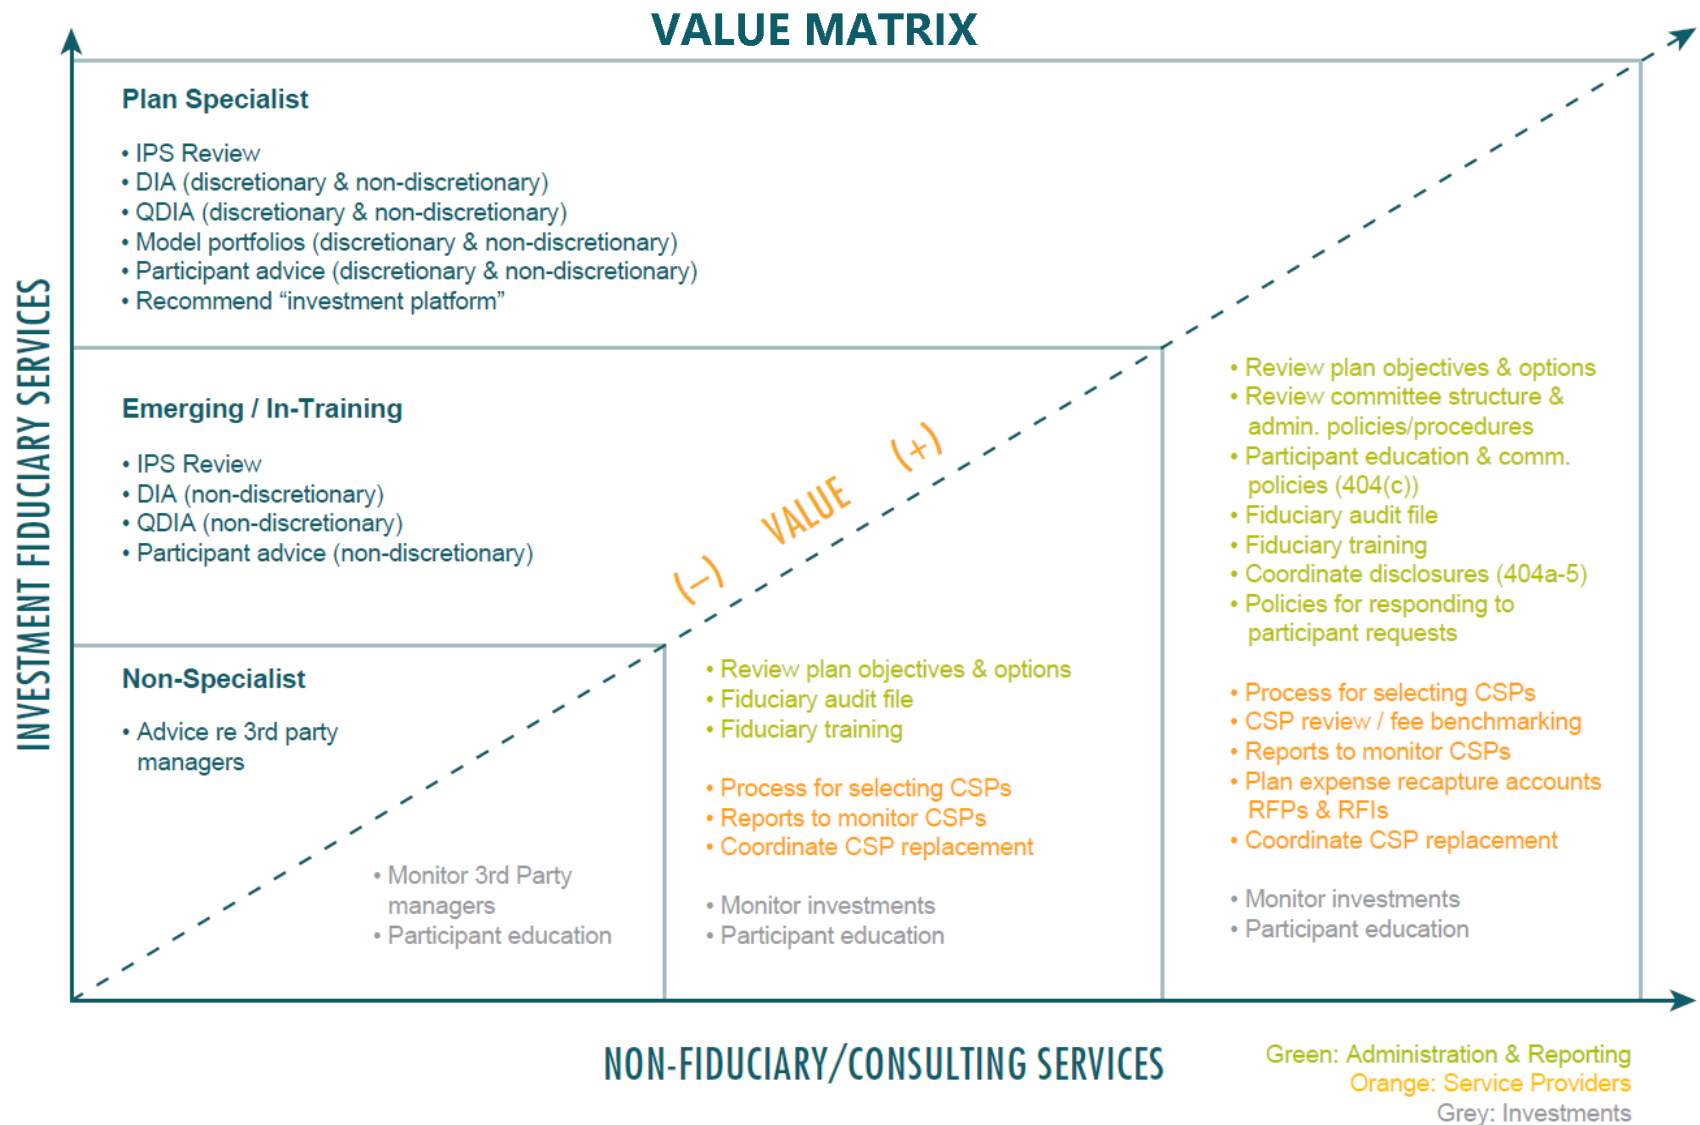 VALUE MATRIX
INVESTMENT FIDUCIARY SERVICES
Plan Specialist
• IPS Review
• DIA (discretionary & non-discretionary)
• QDIA (discretionary & non-discretionary)
• Model portfolios (discretionary & non-discretionary)
• Participant advice (discretionary & non-discretionary)
• Recommend “investment platform”
Emerging / In-Training
• IPS Review
• DIA (non-discretionary)
• QDIA (non-discretionary)
• Participant advice (non-discretionary)
(–) VALUE (+)
Non-Specialist
• Advice re 3rd party
managers
• Monitor 3rd Party
managers
• Participant education
• Review plan objectives & options
• Fiduciary audit file
• Fiduciary training
• Process for selecting CSPs
• Reports to monitor CSPs
• Coordinate CSP replacement
• Monitor investments
• Participant education
• Review plan objectives & options
• Review committee structure &
admin. policies/procedures
• Participant education & comm.
policies (404(c))
• Fiduciary audit file
• Fiduciary training
• Coordinate disclosures (404a-5)
• Policies for responding to
participant requests
• Process for selecting CSPs
• CSP review / fee benchmarking
• Reports to monitor CSPs
• Plan expense recapture accounts
RFPs & RFIs
• Coordinate CSP replacement
• Monitor investments
• Participant education
NON-FIDUCIARY/CONSULTING SERVICES
Green: Administration & Reporting
Orange: Service Providers
Grey: Investments